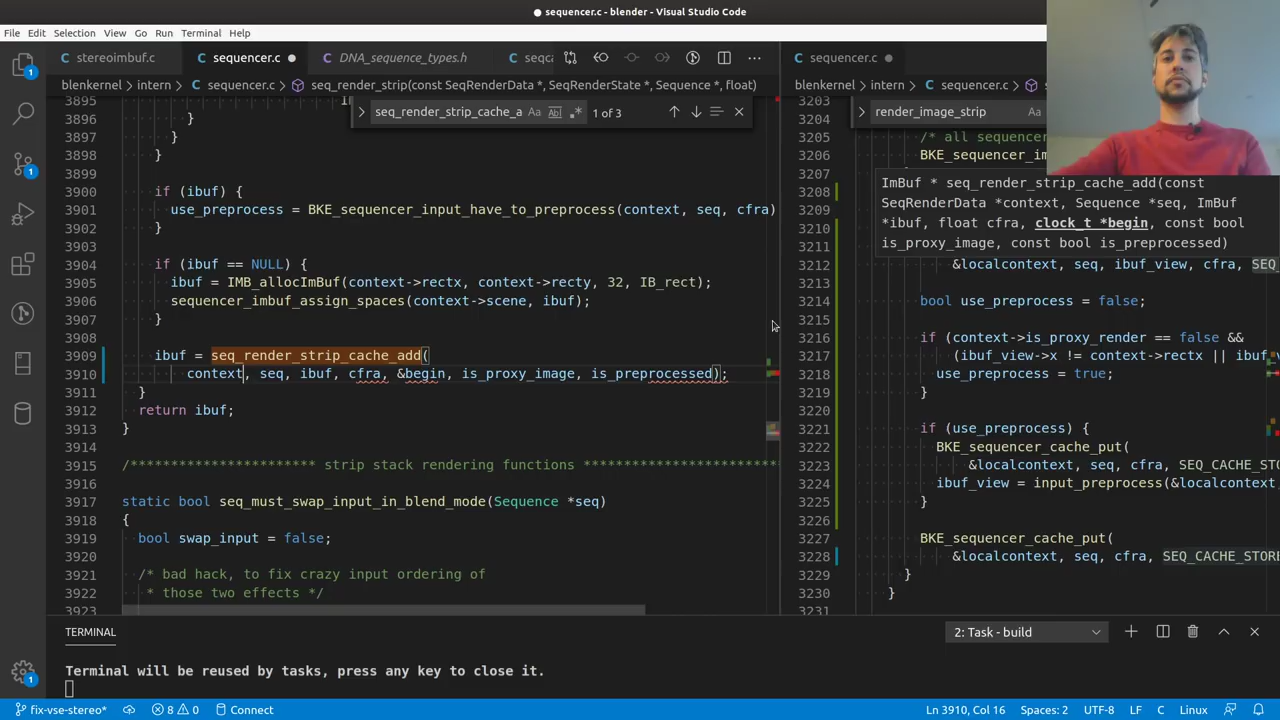 ● sequencer.c - blender - Visual Studio Code
File Edit Selection View Go Run Terminal Help
stereoimbuf.c sequencer.c ● DNA_sequence_types.h seqca sequencer.c ●
blenkernel › intern › sequencer.c › seq_render_strip(const SeqRenderData *, SeqRenderState *, Sequence *, float)
blenkernel › intern › sequencer.c ›
seq_render_strip_cache_a Aa Abl .* 1 of 3
render_image_strip Aa
3895
3896 }
3897 }
3898 }
3899
3900 if (ibuf) {
3901 use_preprocess = BKE_sequencer_input_have_to_preprocess(context, seq, cfra)
3902 }
3903
3904 if (ibuf == NULL) {
3905 ibuf = IMB_allocImBuf(context->rectx, context->recty, 32, IB_rect);
3906 sequencer_imbuf_assign_spaces(context->scene, ibuf);
3907 }
3908
3909 ibuf = seq_render_strip_cache_add(
3910 context, seq, ibuf, cfra, &begin, is_proxy_image, is_preprocessed);
3911 }
3912 return ibuf;
3913 }
3914
3915 /*********************** strip stack rendering functions *************************
3916
3917 static bool seq_must_swap_input_in_blend_mode(Sequence *seq)
3918 {
3919 bool swap_input = false;
3920
3921 /* bad hack, to fix crazy input ordering of
3922 * those two effects */
3923
3203
3204 }
3205 /* all sequencer
3206 BKE_sequencer_im
3207
3208
3209
3210
3211
3212 &localcontext, seq, ibuf_view, cfra, SEQ_
3213
3214 bool use_preprocess = false;
3215
3216 if (context->is_proxy_render == false &&
3217 (ibuf_view->x != context->rectx || ibuf_v
3218 use_preprocess = true;
3219 }
3220
3221 if (use_preprocess) {
3222 BKE_sequencer_cache_put(
3223 &localcontext, seq, cfra, SEQ_CACHE_ST
3224 ibuf_view = input_preprocess(&localcontext,
3225 }
3226
3227 BKE_sequencer_cache_put(
3228 &localcontext, seq, cfra, SEQ_CACHE_STORE
3229 }
3230 }
3231
ImBuf * seq_render_strip_cache_add(const
SeqRenderData *context, Sequence *seq, ImBuf
*ibuf, float cfra, clock_t *begin, const bool
is_proxy_image, const bool is_preprocessed)
TERMINAL 2: Task - build
Terminal will be reused by tasks, press any key to close it.
fix-vse-stereo* 8 0 Connect Ln 3910, Col 16 Spaces: 2 UTF-8 LF C Linux